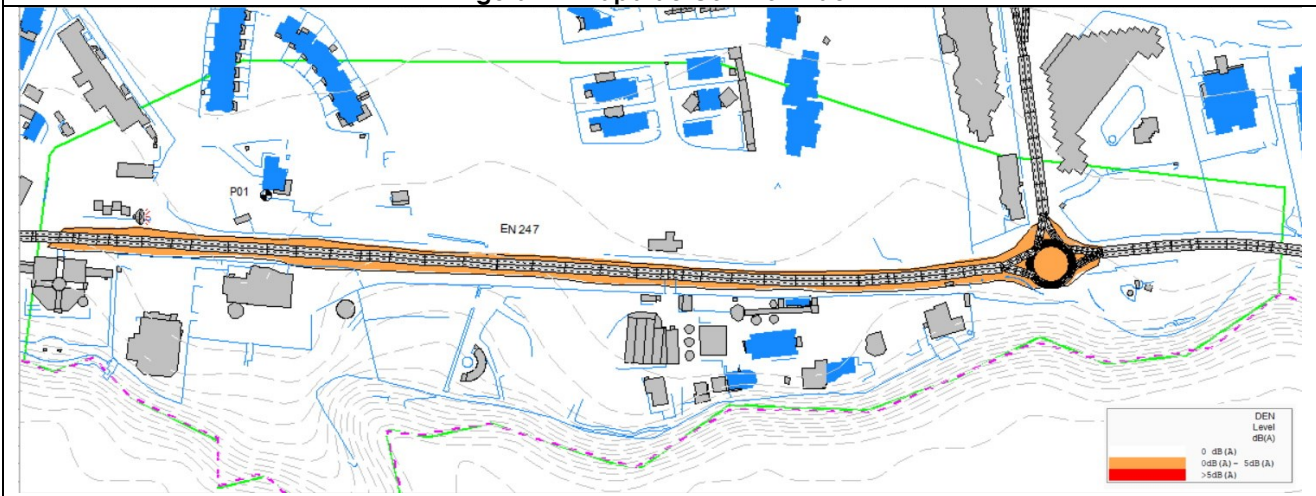 P01
EN 247
DEN
Level
dB(A)
0 dB(A)
0dB(A) - 5dB(A)
>5dB(A)